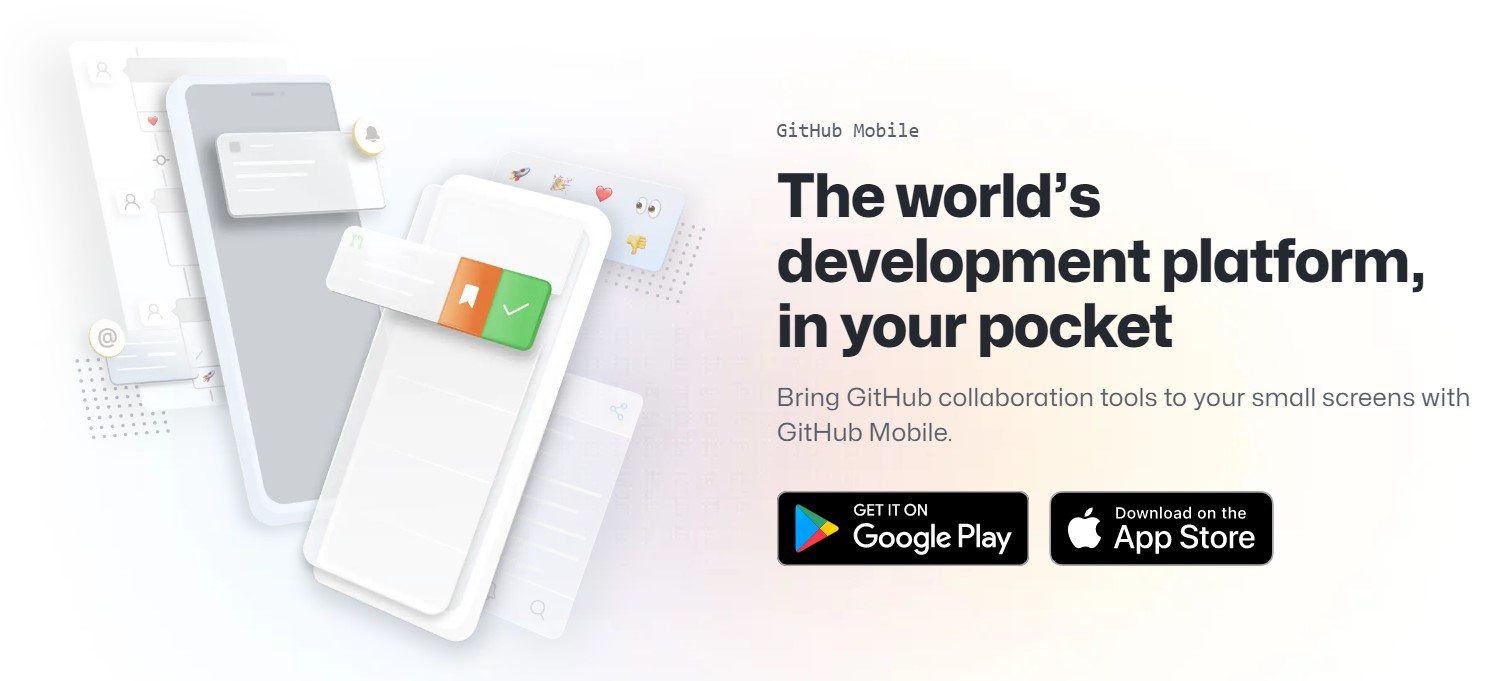 GitHub Mobile
The world’s
development platform,
in your pocket
Bring GitHub collaboration tools to your small screens with
GitHub Mobile.
GET IT ON
Google Play
Download on the
App Store
@